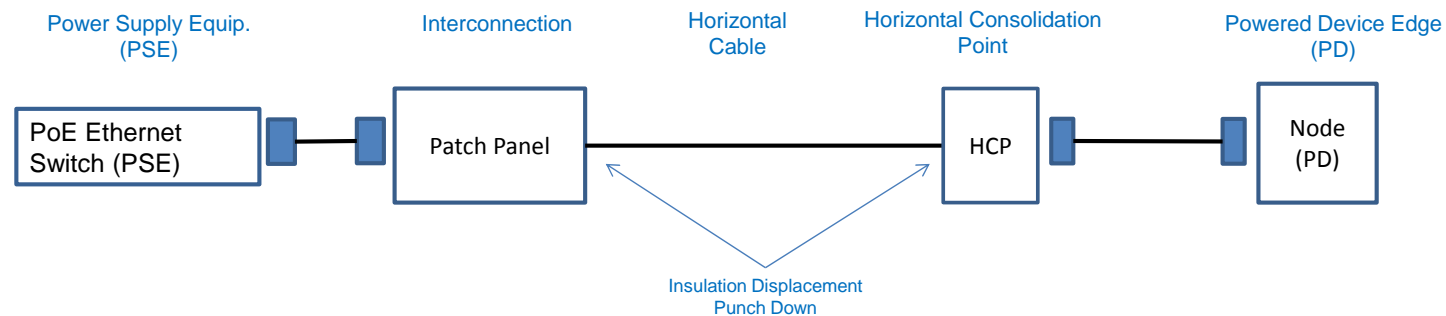 Power Supply Equip.
(PSE)
Interconnection
Horizontal
Cable
Horizontal Consolidation
Point
Powered Device Edge
(PD)
PoE Ethernet
Switch (PSE)
Patch Panel
HCP
Node
(PD)
Insulation Displacement
Punch Down